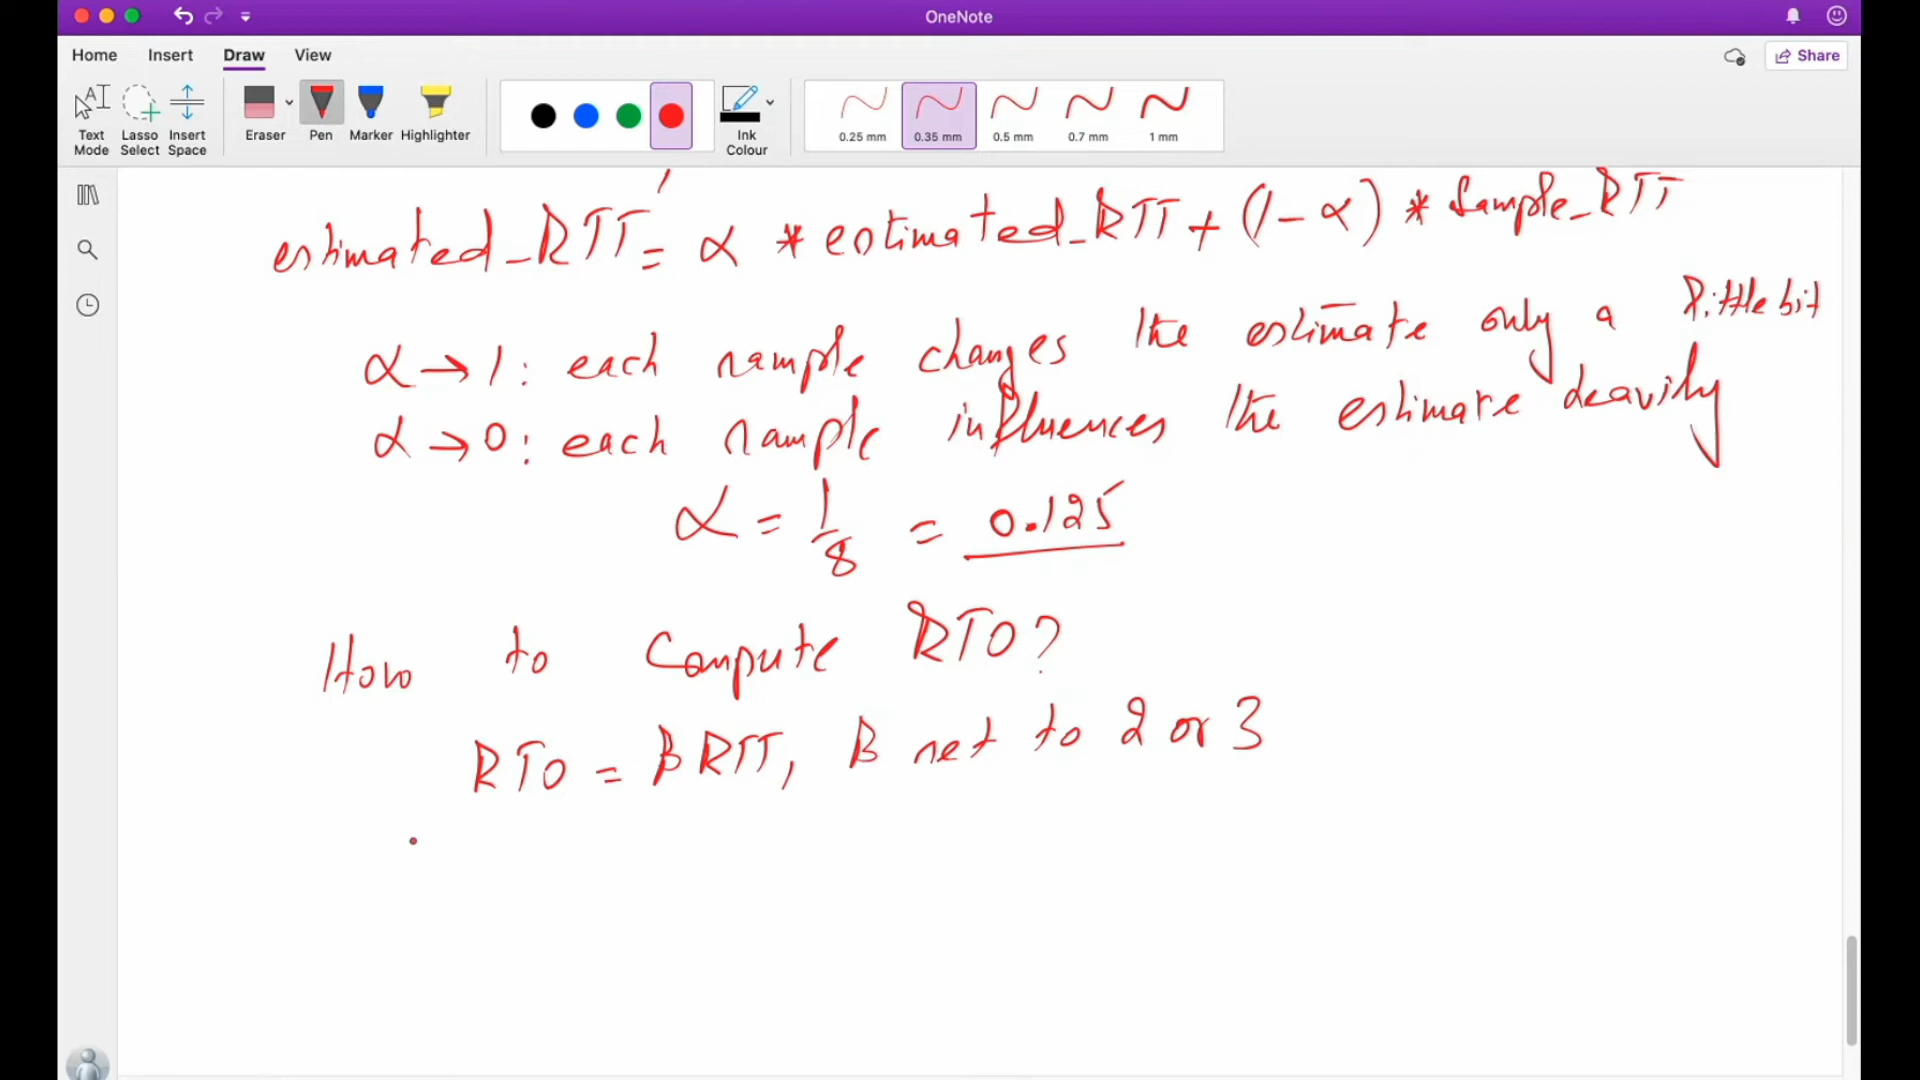 OneNote
Home Insert Draw View Share
Text Mode Lasso Select Insert Space Eraser Pen Marker Highlighter Ink Colour 0.25 mm 0.35 mm 0.5 mm 0.7 mm 1 mm
estimated_RTT' = α * estimated_RTT + (1 - α) * Sample_RTT
α → 1: each sample changes the estimate only a little bit
α → 0: each sample influences the estimate heavily
α = 1/8 = 0.125
How to Compute RTO?
RTO = β RTT, β set to 2 or 3